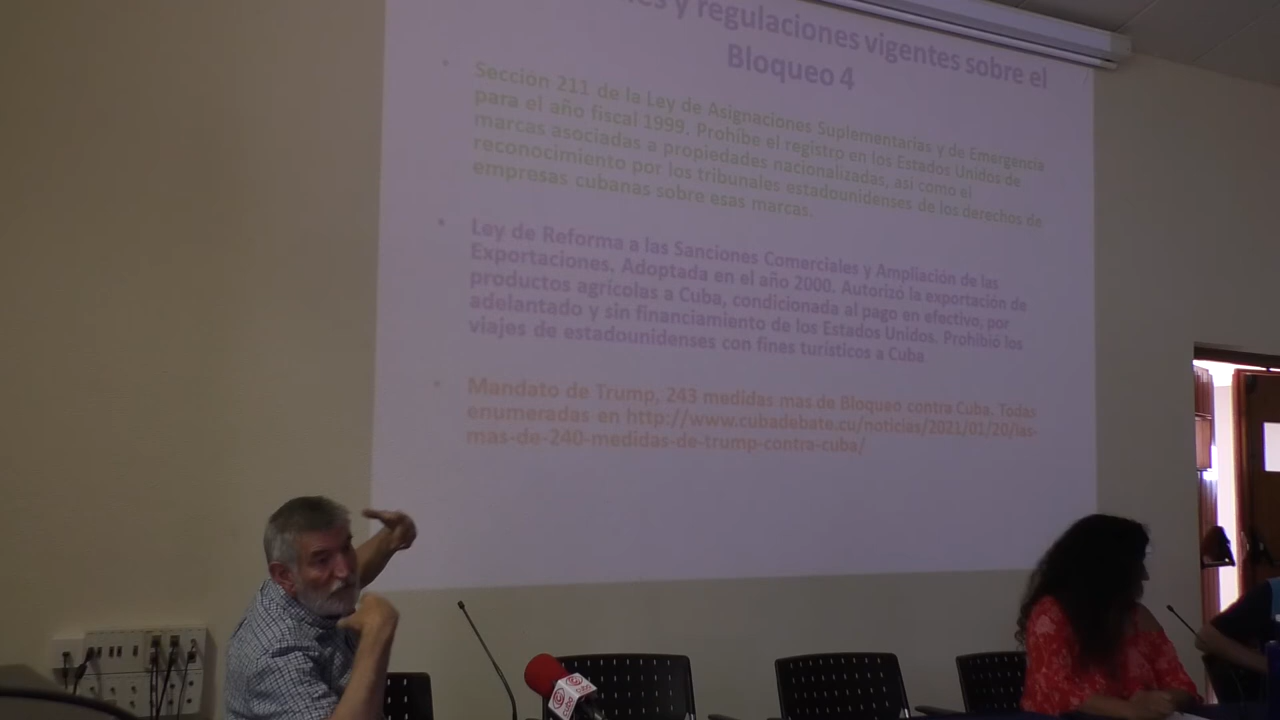 y regulaciones vigentes sobre el
Bloqueo 4
• Sección 211 de la Ley de Asignaciones Suplementarias y de Emergencia
para el año fiscal 1999. Prohíbe el registro en los Estados Unidos de
marcas asociadas a propiedades nacionalizadas, así como el
reconocimiento por los tribunales estadounidenses de los derechos de
empresas cubanas sobre esas marcas.
• Ley de Reforma a las Sanciones Comerciales y Ampliación de las
Exportaciones. Adoptada en el año 2000. Autorizó la exportación de
productos agrícolas a Cuba, condicionada al pago en efectivo, por
adelantado y sin financiamiento de los Estados Unidos. Prohibió los
viajes de estadounidenses con fines turísticos a Cuba
• Mandato de Trump, 243 medidas mas de Bloqueo contra Cuba. Todas
enumeradas en http://www.cubadebate.cu/noticias/2021/01/20/las-
mas-de-240-medidas-de-trump-contra-cuba/